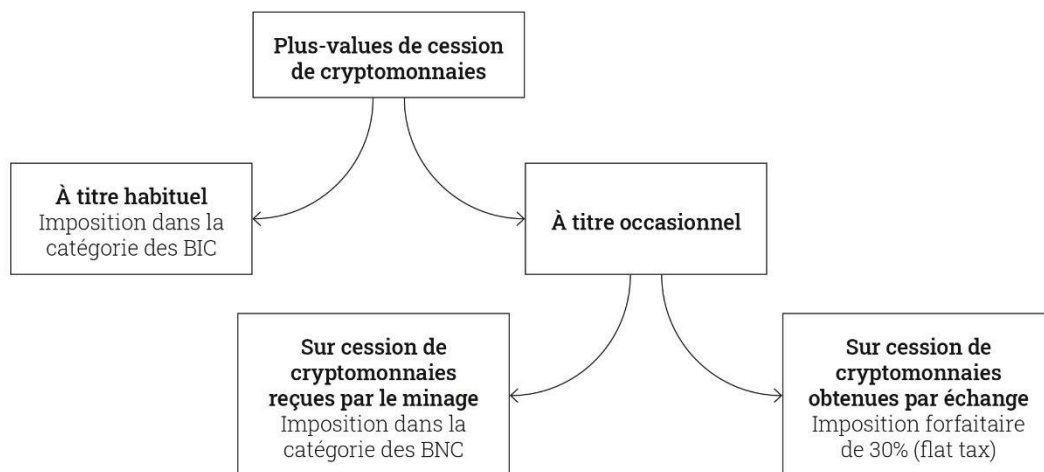 Plus-values de cession
de cryptomonnaies
À titre habituel
Imposition dans la
catégorie des BIC
À titre occasionnel
Sur cession de
cryptomonnaies
reçues par le minage
Imposition dans la
catégorie des BNC
Sur cession de
cryptomonnaies
obtenues par échange
Imposition forfaitaire
de 30% (flat tax)